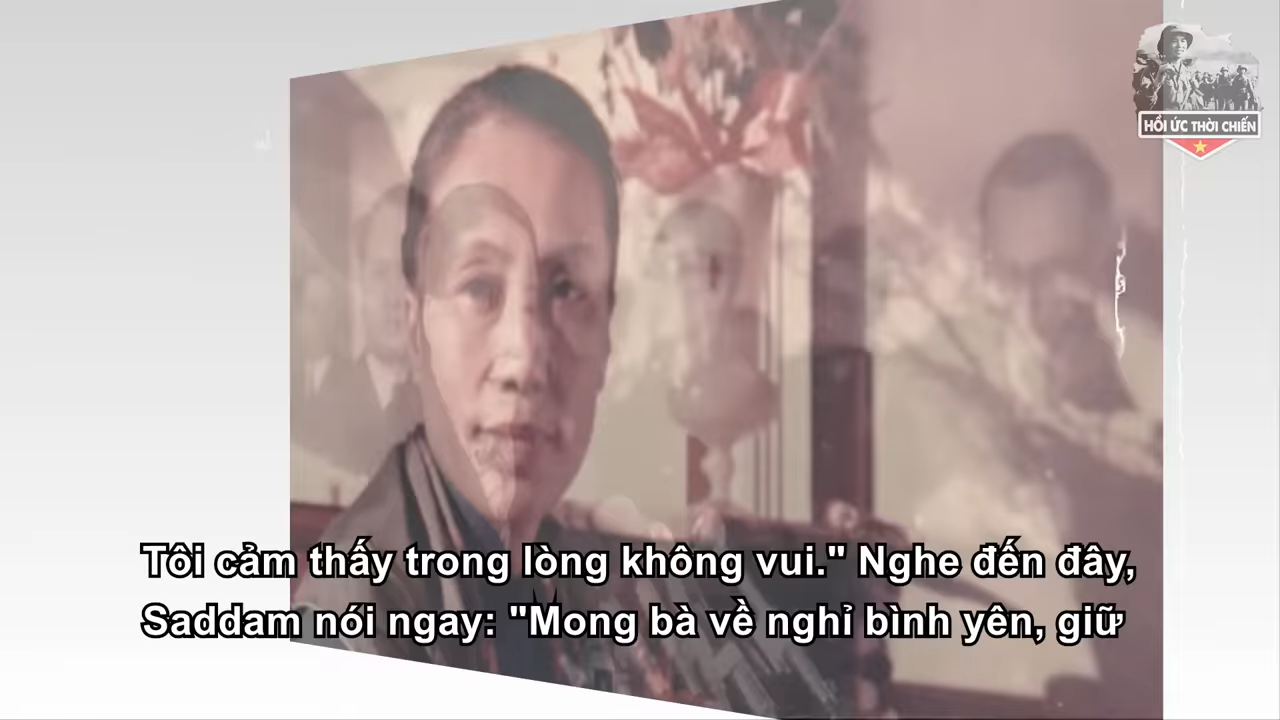 HỒI ỨC THỜI CHIẾN
Tôi cảm thấy trong lòng không vui." Nghe đến đây,
Saddam nói ngay: "Mong bà về nghỉ bình yên, giữ